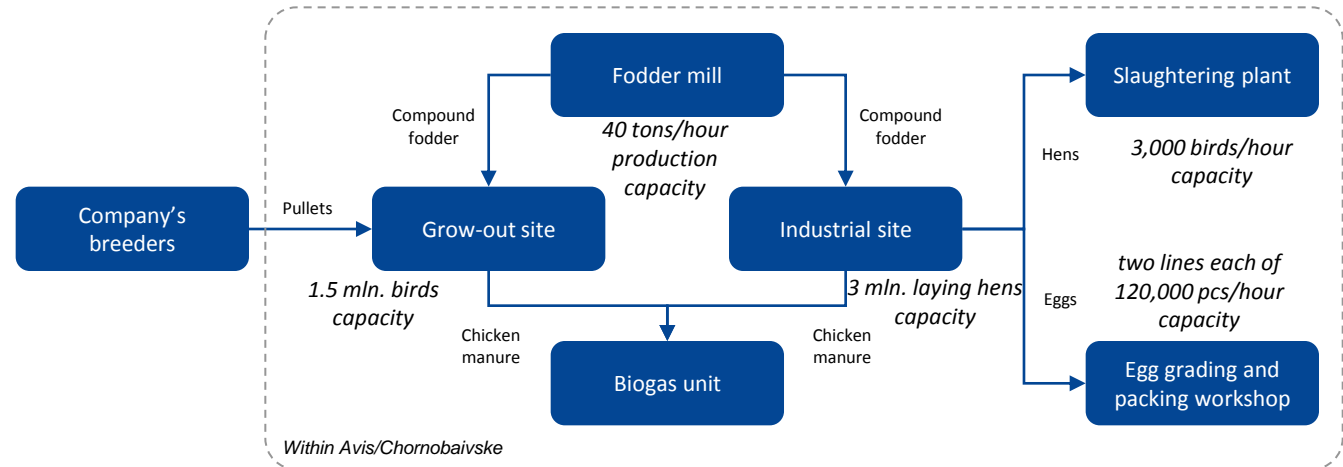 Fodder mill
Slaughtering plant
Compound
fodder
40 tons/hour
production
capacity
Compound
fodder
Hens
3,000 birds/hour
capacity
Company’s
breeders
Pullets
Grow-out site
Industrial site
1.5 mln. birds
capacity
3 mln. laying hens
capacity
Eggs
two lines each of
120,000 pcs/hour
capacity
Chicken
manure
Chicken
manure
Biogas unit
Egg grading and
packing workshop
Within Avis/Chornobaivske